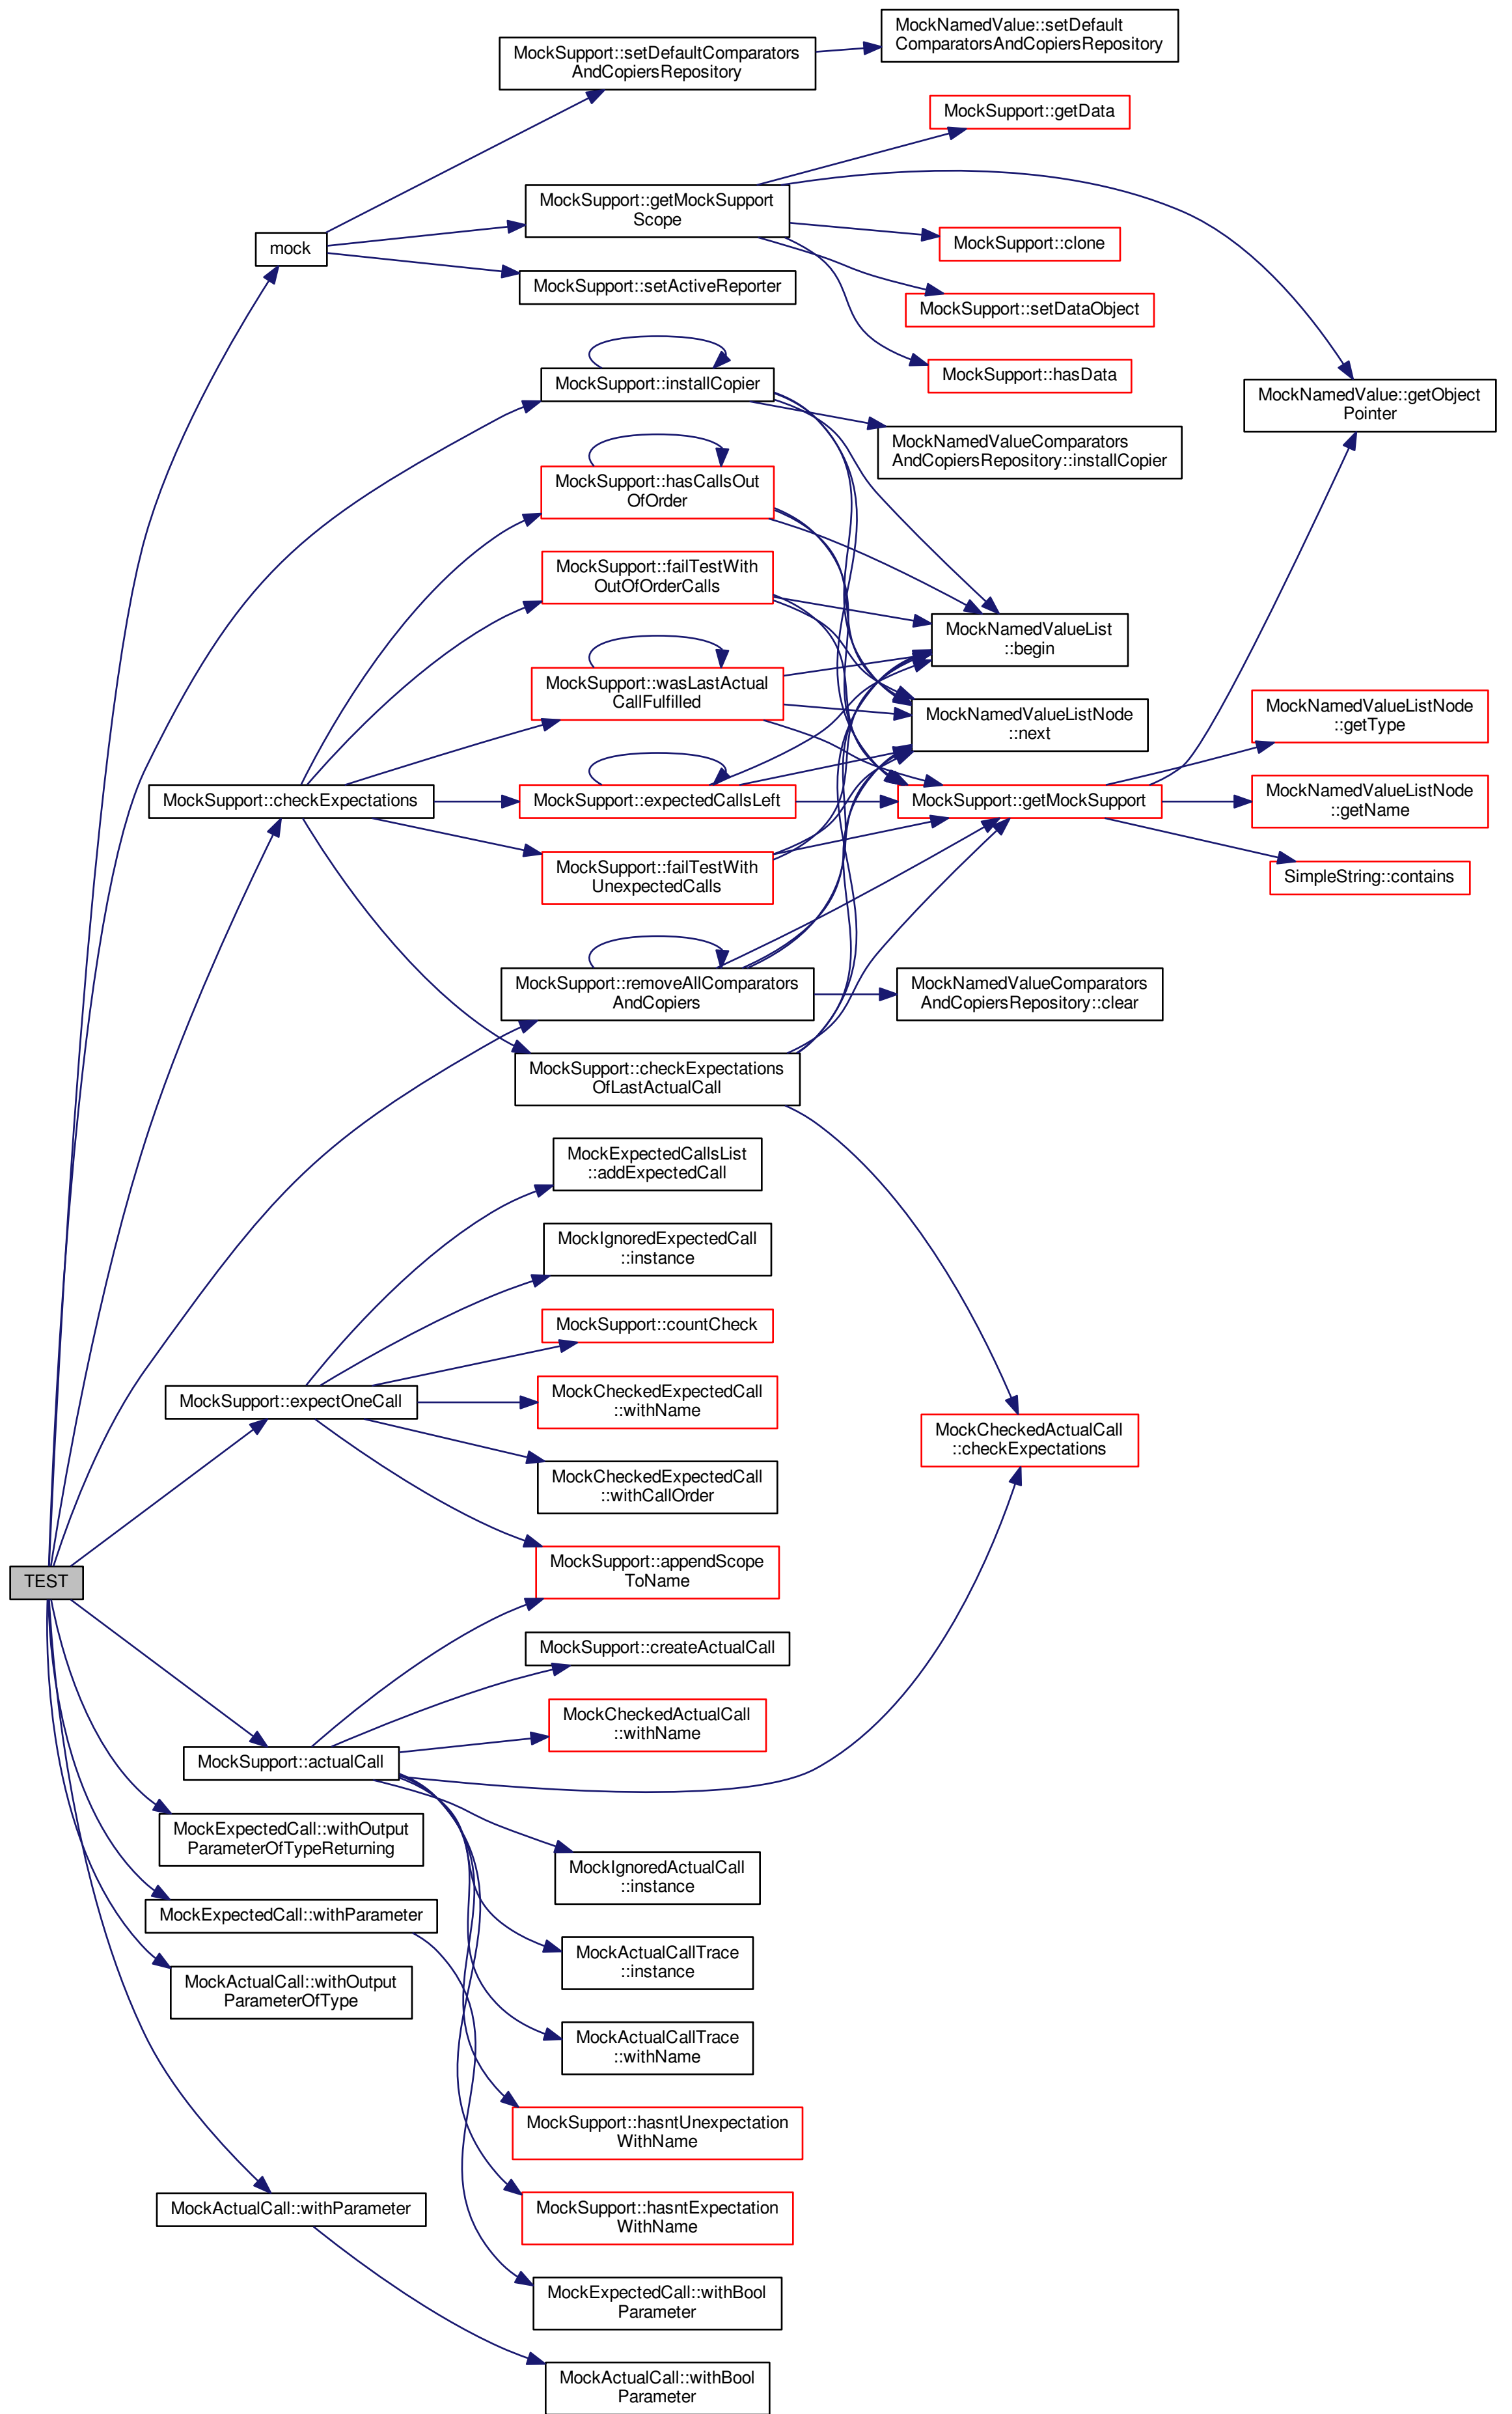 MockNamedValue::setDefault
ComparatorsAndCopiersRepository
MockSupport::setDefaultComparators
AndCopiersRepository
MockSupport::getData
MockSupport::getMockSupport
Scope
mock
MockSupport::clone
MockSupport::setActiveReporter
MockSupport::setDataObject
MockSupport::hasData
MockSupport::installCopier
MockNamedValue::getObject
Pointer
MockNamedValueComparators
AndCopiersRepository::installCopier
MockSupport::hasCallsOut
OfOrder
MockSupport::failTestWith
OutOfOrderCalls
MockNamedValueList
::begin
MockSupport::wasLastActual
CallFulfilled
MockNamedValueListNode
::next
MockNamedValueListNode
::getType
MockSupport::checkExpectations
MockSupport::expectedCallsLeft
MockSupport::getMockSupport
MockNamedValueListNode
::getName
MockSupport::failTestWith
UnexpectedCalls
SimpleString::contains
MockSupport::removeAllComparators
AndCopiers
MockNamedValueComparators
AndCopiersRepository::clear
MockSupport::checkExpectations
OfLastActualCall
MockExpectedCallsList
::addExpectedCall
MockIgnoredExpectedCall
::instance
MockSupport::countCheck
MockSupport::expectOneCall
MockCheckedExpectedCall
::withName
MockCheckedActualCall
::checkExpectations
MockCheckedExpectedCall
::withCallOrder
MockSupport::appendScope
ToName
TEST
MockSupport::createActualCall
MockCheckedActualCall
::withName
MockSupport::actualCall
MockExpectedCall::withOutput
ParameterOfTypeReturning
MockIgnoredActualCall
::instance
MockExpectedCall::withParameter
MockActualCallTrace
::instance
MockActualCall::withOutput
ParameterOfType
MockActualCallTrace
::withName
MockSupport::hasntUnexpectation
WithName
MockActualCall::withParameter
MockSupport::hasntExpectation
WithName
MockExpectedCall::withBool
Parameter
MockActualCall::withBool
Parameter